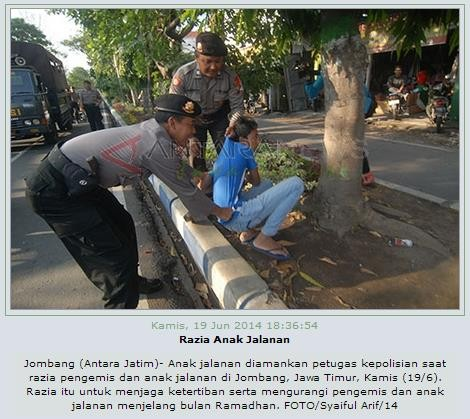 ANTARA
Kamis, 19 Jun 2014 18:36:54
Razia Anak Jalanan
Jombang (Antara Jatim)- Anak jalanan diamankan petugas kepolisian saat
razia pengemis dan anak jalanan di Jombang, Jawa Timur, Kamis (19/6).
Razia itu untuk menjaga ketertiban serta mengurangi pengemis dan anak
jalanan menjelang bulan Ramadhan. FOTO/Syaiful Arif/14